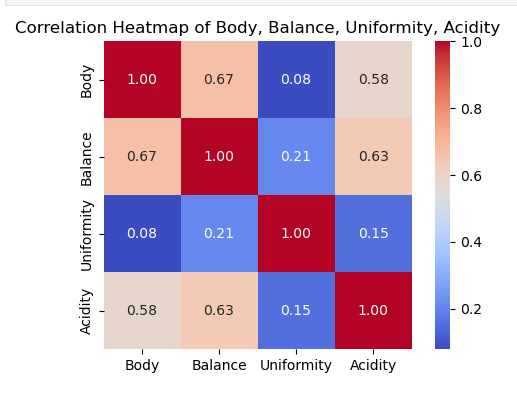 Correlation Heatmap of Body, Balance, Uniformity, Acidity
Body 1.00 0.67 0.08 0.58
Balance 0.67 1.00 0.21 0.63
Uniformity 0.08 0.21 1.00 0.15
Acidity 0.58 0.63 0.15 1.00
Body Balance Uniformity Acidity
1.0
0.8
0.6
0.4
0.2